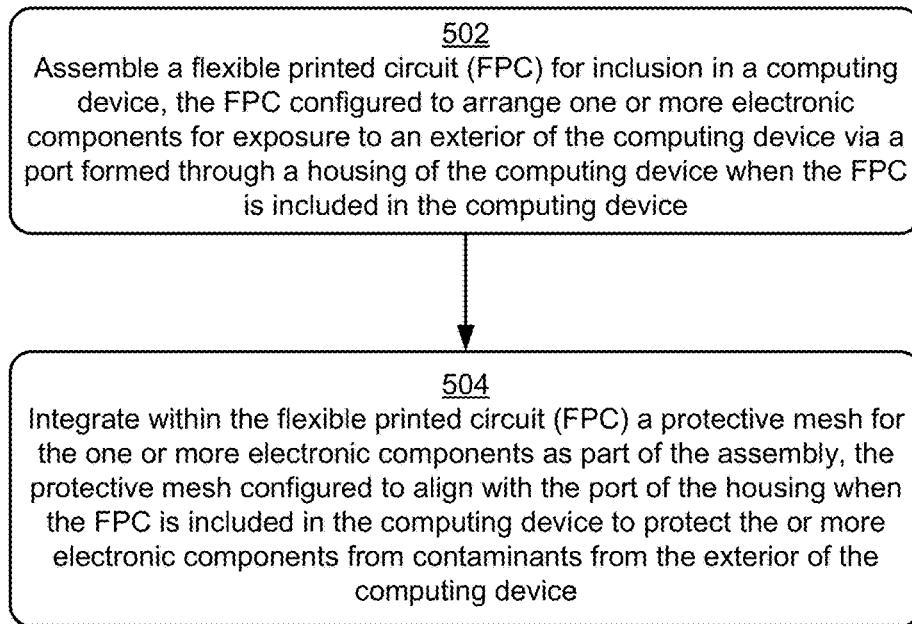 502
Assemble a flexible printed circuit (FPC) for inclusion in a computing
device, the FPC configured to arrange one or more electronic
components for exposure to an exterior of the computing device via a
port formed through a housing of the computing device when the FPC
is included in the computing device
504
Integrate within the flexible printed circuit (FPC) a protective mesh for
the one or more electronic components as part of the assembly, the
protective mesh configured to align with the port of the housing when
the FPC is included in the computing device to protect the or more
electronic components from contaminants from the exterior of the
computing device